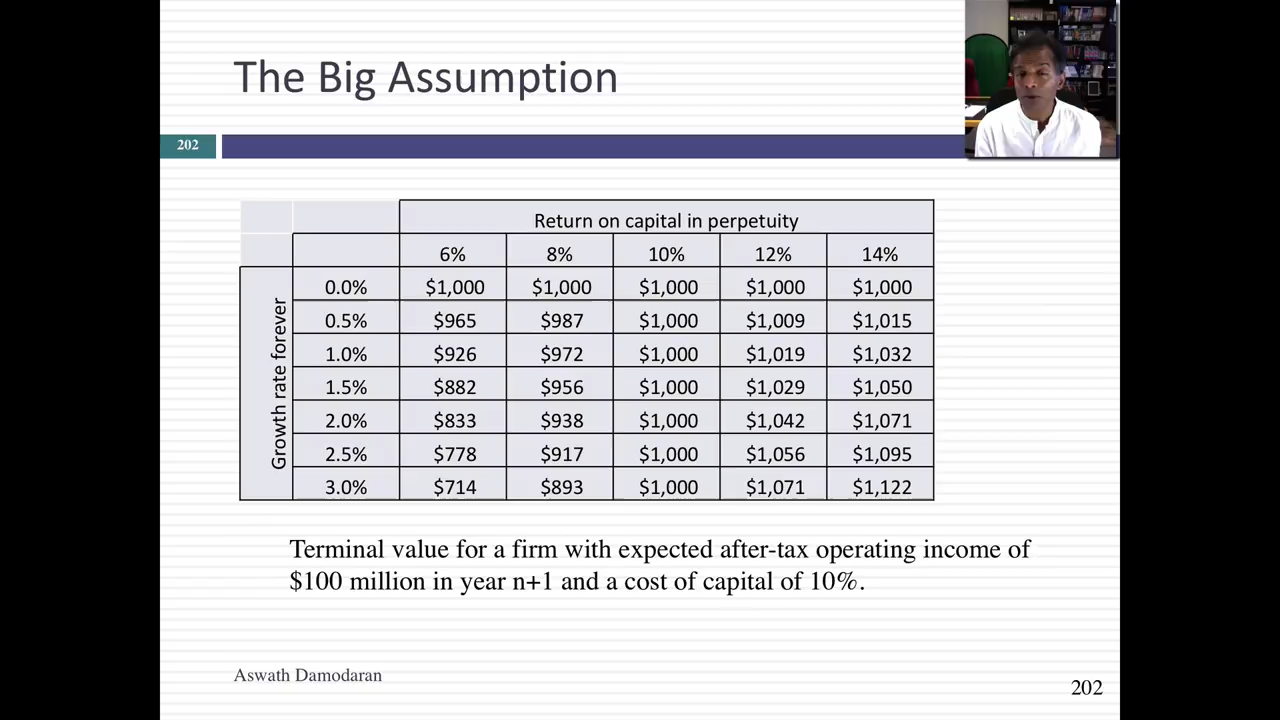 The Big Assumption
202
Return on capital in perpetuity
6% 8% 10% 12% 14%
Growth rate forever
0.0% $1,000 $1,000 $1,000 $1,000 $1,000
0.5% $965 $987 $1,000 $1,009 $1,015
1.0% $926 $972 $1,000 $1,019 $1,032
1.5% $882 $956 $1,000 $1,029 $1,050
2.0% $833 $938 $1,000 $1,042 $1,071
2.5% $778 $917 $1,000 $1,056 $1,095
3.0% $714 $893 $1,000 $1,071 $1,122
Terminal value for a firm with expected after-tax operating income of
$100 million in year n+1 and a cost of capital of 10%.
Aswath Damodaran
202